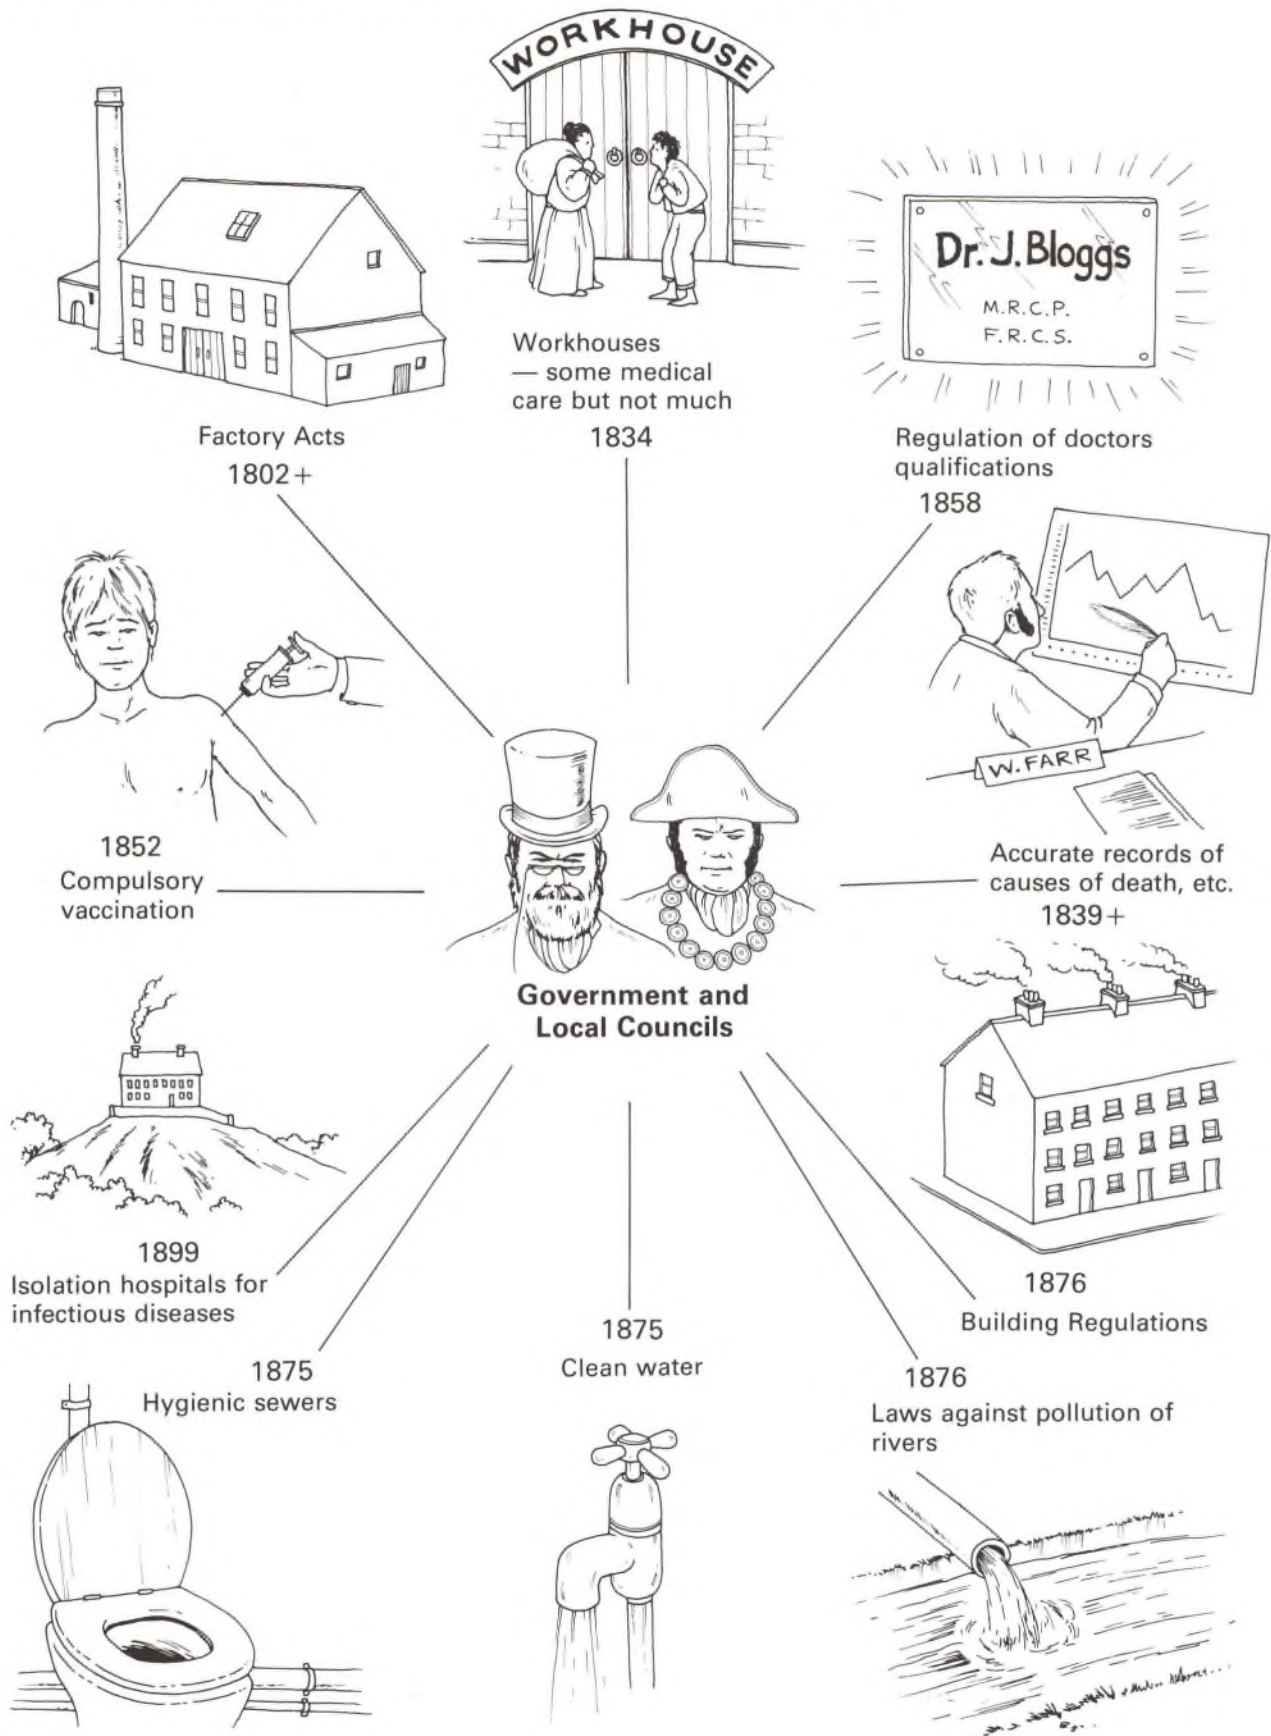 WORKHOUSE
Dr. J. Bloggs
M.R.C.P.
F.R.C.S.
Workhouses
— some medical
care but not much
1834
Factory Acts
1802+
Regulation of doctors
qualifications
1858
W. FARR
1852
Compulsory
vaccination
Accurate records of
causes of death, etc.
1839+
Government and
Local Councils
1899
Isolation hospitals for
infectious diseases
1876
Building Regulations
1875
Hygienic sewers
1875
Clean water
1876
Laws against pollution of
rivers